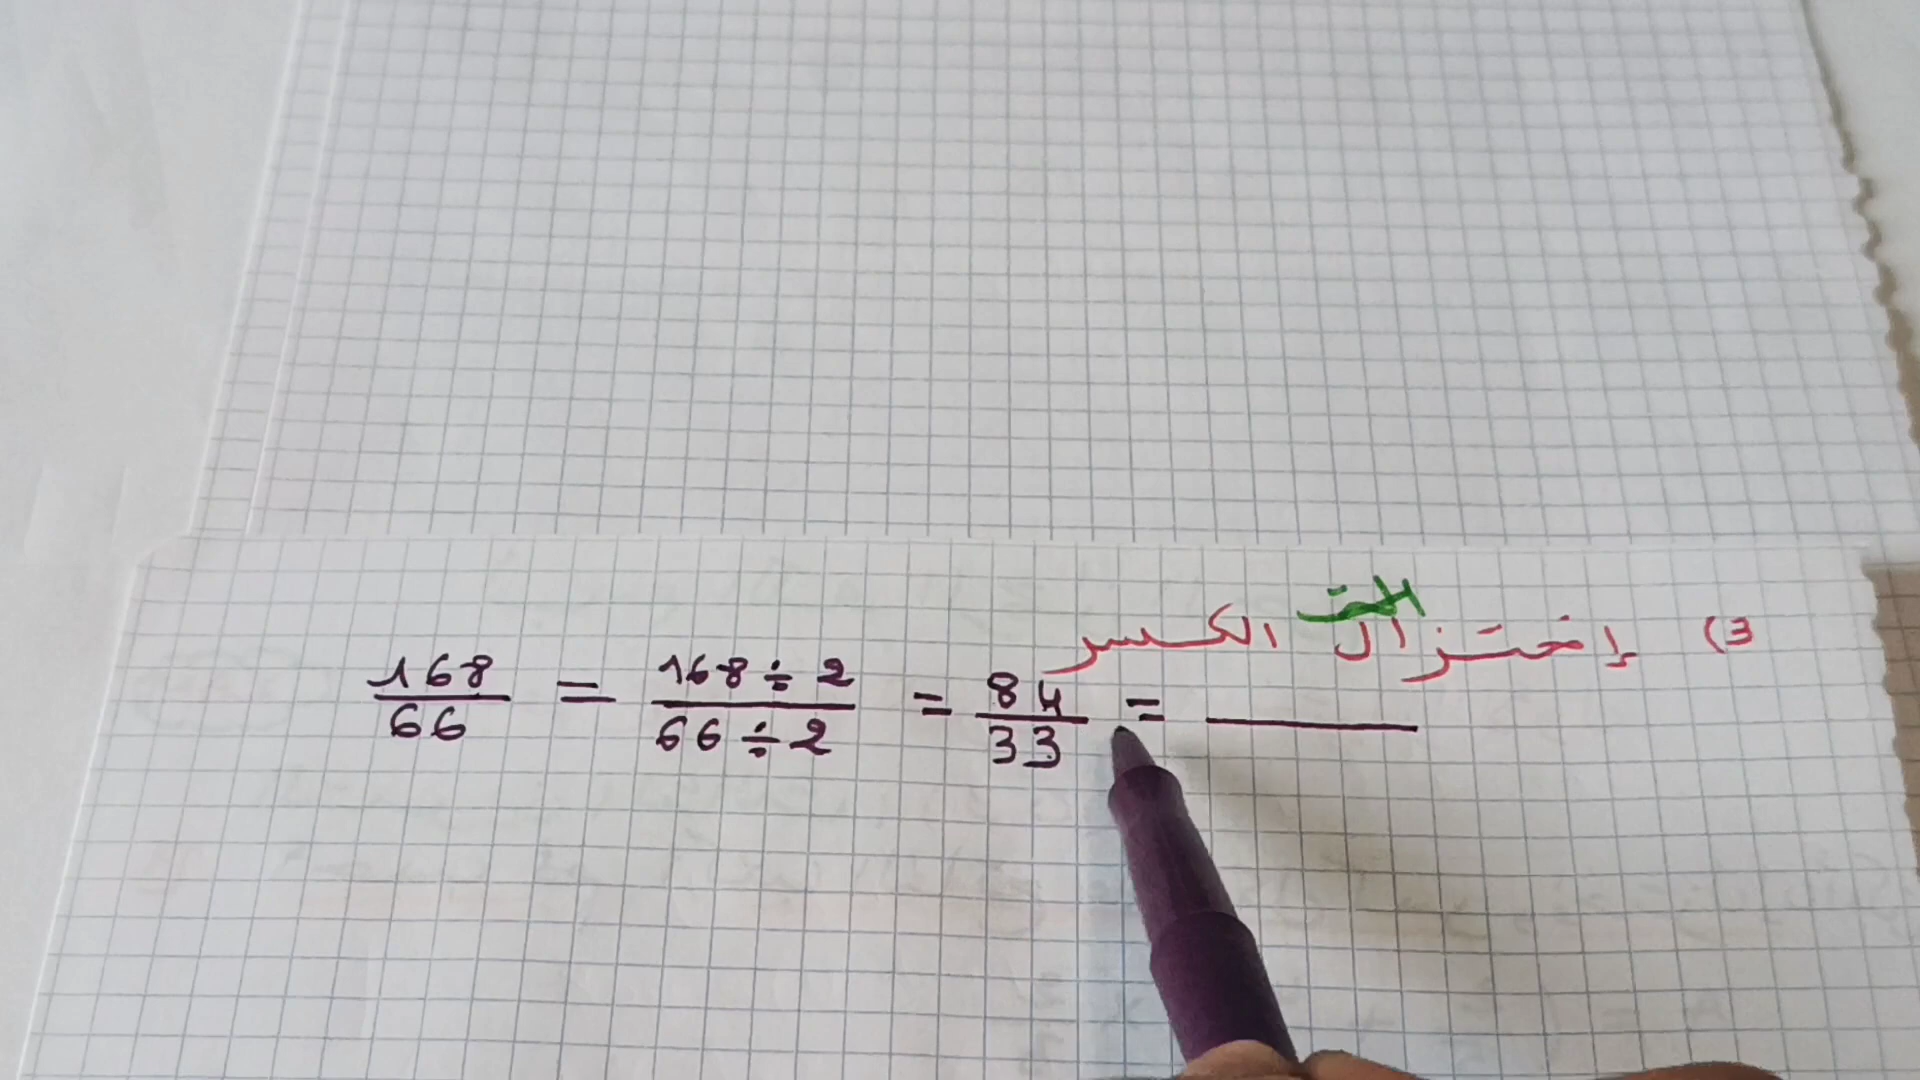 3) إختزال الكسر
168/66 = 168÷2/66÷2 = 84/33 =